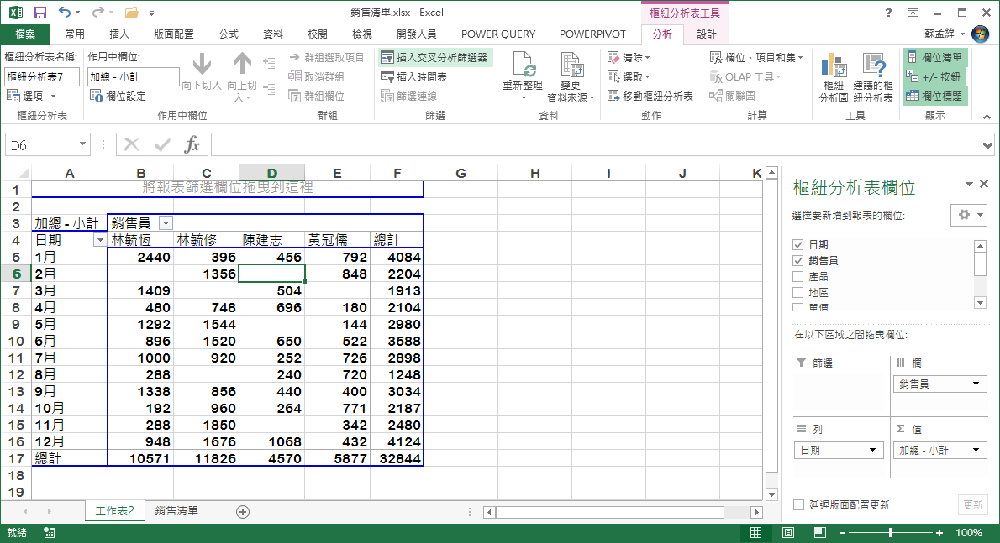 銷售清單.xlsx - Excel
樞紐分析表工具
檔案 常用 插入 版面配置 公式 資料 校閱 檢視 開發人員 POWER QUERY POWERPIVOT 分析 設計 蘇孟緯
樞紐分析表名稱: 作用中欄位: 群組選取項目 插入交叉分析篩選器 清除 欄位、項目和集 欄位清單
樞紐分析表7 加總 - 小計 向下切入 向上切入 取消群組 插入時間表 重新整理 變更資料來源 選取 OLAP 工具 樞紐分析圖 建議的樞紐分析表 +/- 按鈕
選項 欄位設定 群組欄位 篩選連線 移動樞紐分析表 關聯圖 欄位標題
樞紐分析表 作用中欄位 群組 篩選 資料 動作 計算 工具 顯示
D6 fx
A B C D E F G H I J K
1 將報表篩選欄位拖曳到這裡
2
3 加總 - 小計 銷售員
4 日期 林毓恆 林毓修 陳建志 黃冠儒 總計
5 1月 2440 396 456 792 4084
6 2月 1356 848 2204
7 3月 1409 504 1913
8 4月 480 748 696 180 2104
9 5月 1292 1544 144 2980
10 6月 896 1520 650 522 3588
11 7月 1000 920 252 726 2898
12 8月 288 240 720 1248
13 9月 1338 856 440 400 3034
14 10月 192 960 264 771 2187
15 11月 288 1850 342 2480
16 12月 948 1676 1068 432 4124
17 總計 10571 11826 4570 5877 32844
18
19
樞紐分析表欄位
選擇要新增到報表的欄位:
日期
銷售員
產品
地區
單價
在以下區域之間拖曳欄位:
篩選 欄
銷售員
列 Σ 值
日期 加總 - 小計
延遲版面配置更新 更新
工作表2 銷售清單
就緒 100%